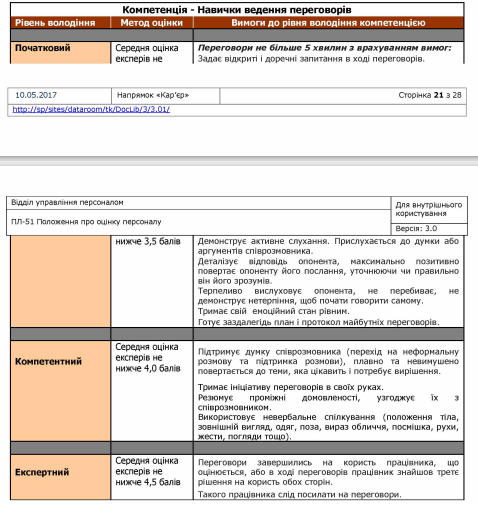 Компетенція - Навички ведення переговорів
Рівень володіння Метод оцінки Вимоги до рівня володіння компетенцією
Початковий Середня оцінка Переговори не більше 5 хвилин з врахуванням вимог:
експерів не Задає відкриті і доречні запитання в ході переговорів.
10.05.2017 Напрямок «Кар’єр» Сторінка 21 з 28
http://sp/sites/dataroom/tk/DocLib/3/3.01/
Відділ управління персоналом Для внутрішнього
користування
ПЛ-51 Положення про оцінку персоналу
Версія: 3.0
нижче 3,5 балів Демонструє активне слухання. Прислухається до думки або
аргументів співрозмовника.
Деталізує відповідь опонента, максимально позитивно
повертає опоненту його послання, уточнюючи чи правильно
він його зрозумів.
Терпеливо вислуховує опонента, не перебиває, не
демонструє нетерпіння, щоб почати говорити самому.
Тримає свій емоційний стан рівним.
Готує заздалегідь план і протокол майбутніх переговорів.
Компетентний Середня оцінка Підтримує думку співрозмовника (перехід на неформальну
експерів не розмову та підтримка розмови), плавно та невимушено
нижче 4,0 балів повертається до теми, яка цікавить і потребує вирішення.
Тримає ініціативу переговорів в своїх руках.
Резюмує проміжні домовленості, узгоджує їх з
співрозмовником.
Використовує невербальне спілкування (положення тіла,
зовнішній вигляд, одяг, поза, вираз обличчя, посмішка, рухи,
жести, погляди тощо).
Експертний Середня оцінка Переговори завершились на користь працівника, що
експерів не оцінюється, або в ході переговорів працівник знайшов третє
нижче 4,5 балів рішення на користь обох сторін.
Такого працівника слід посилати на переговори.